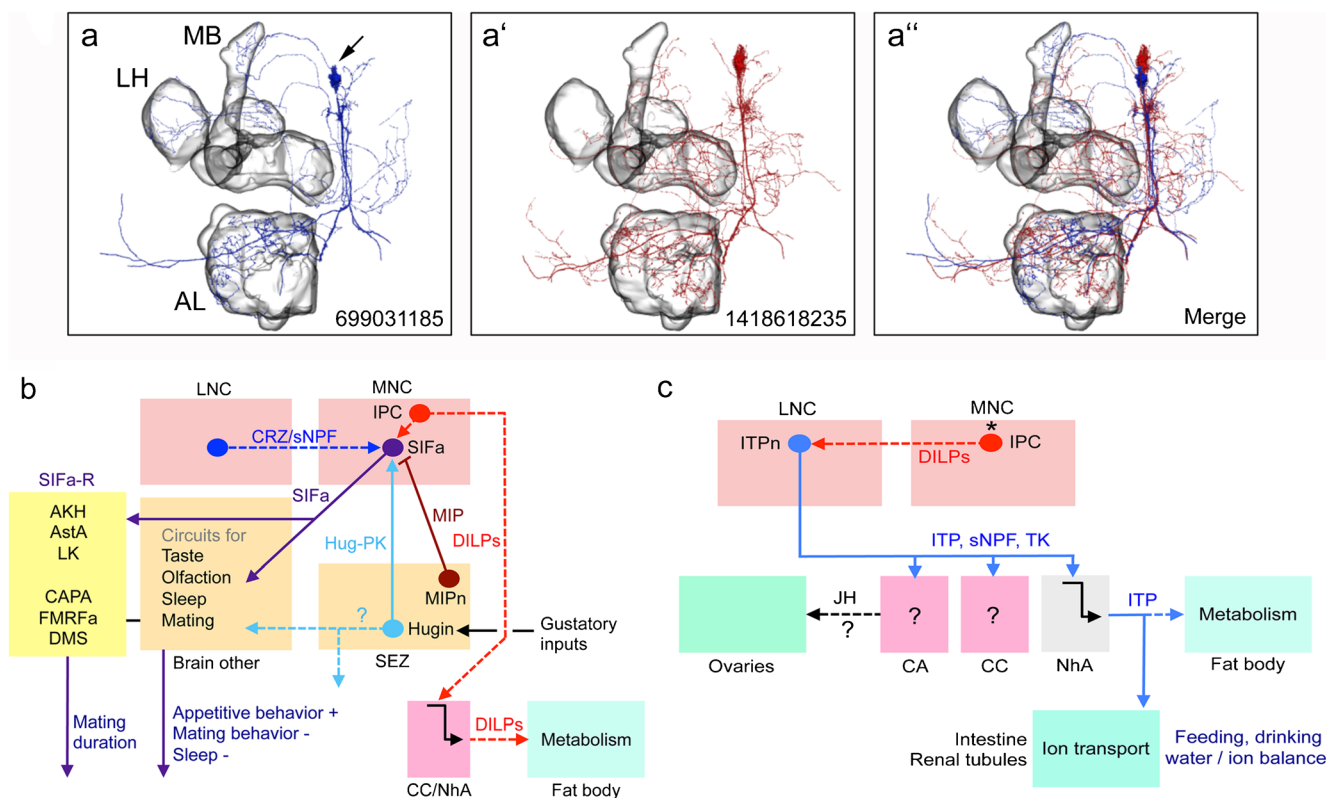 a
MB
LH
AL
699031185
a‘
1418618235
a“
Merge
b
LNC
MNC
IPC
CRZ/sNPF
SIFa
SIFa-R
SIFa
AKH
AstA
LK
CAPA
FMRFa
DMS
Circuits for
Taste
Olfaction
Sleep
Mating
Hug-PK
MIP
DILPs
MIPn
?
Hugin
Gustatory
inputs
Brain other
SEZ
Mating
duration
Appetitive behavior +
Mating behavior -
Sleep -
DILPs
Metabolism
CC/NhA
Fat body
c
LNC
MNC
*
ITPn
IPC
DILPs
ITP, sNPF, TK
JH
?
?
?
ITP
Metabolism
Ovaries
CA
CC
NhA
Fat body
Intestine
Renal tubules
Ion transport
Feeding, drinking
water / ion balance